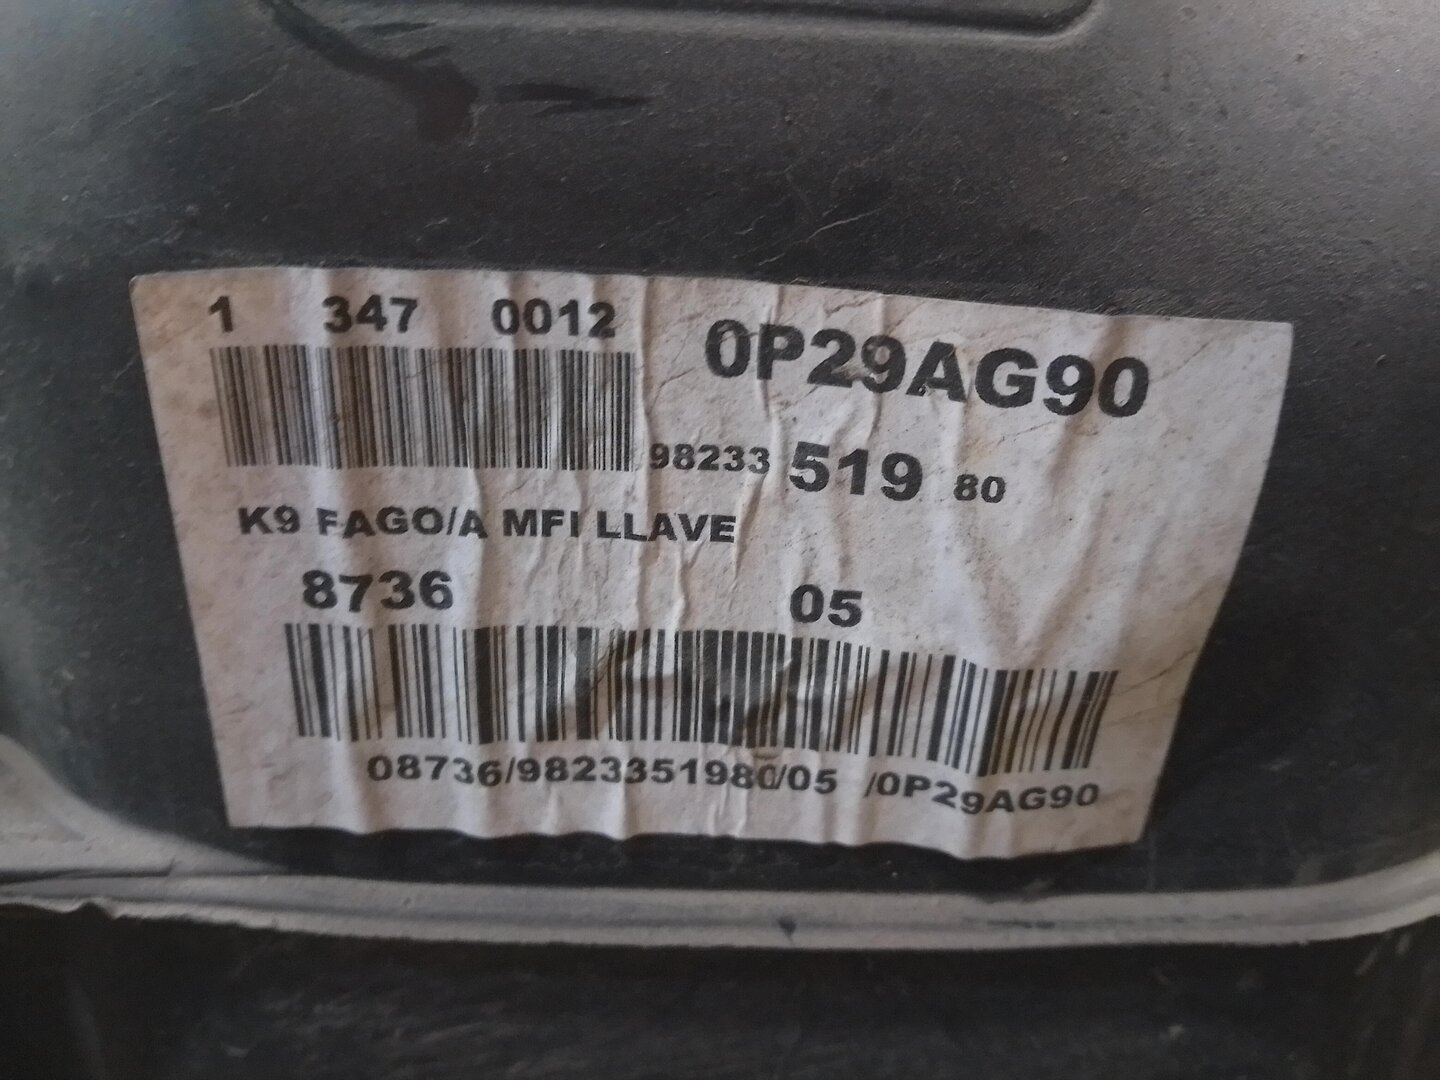 1 347 0012
0P29AG90
98233 519 80
K9 FAGO/A MFI LLAVE
8736 05
08736/9823351980/05 /0P29AG90